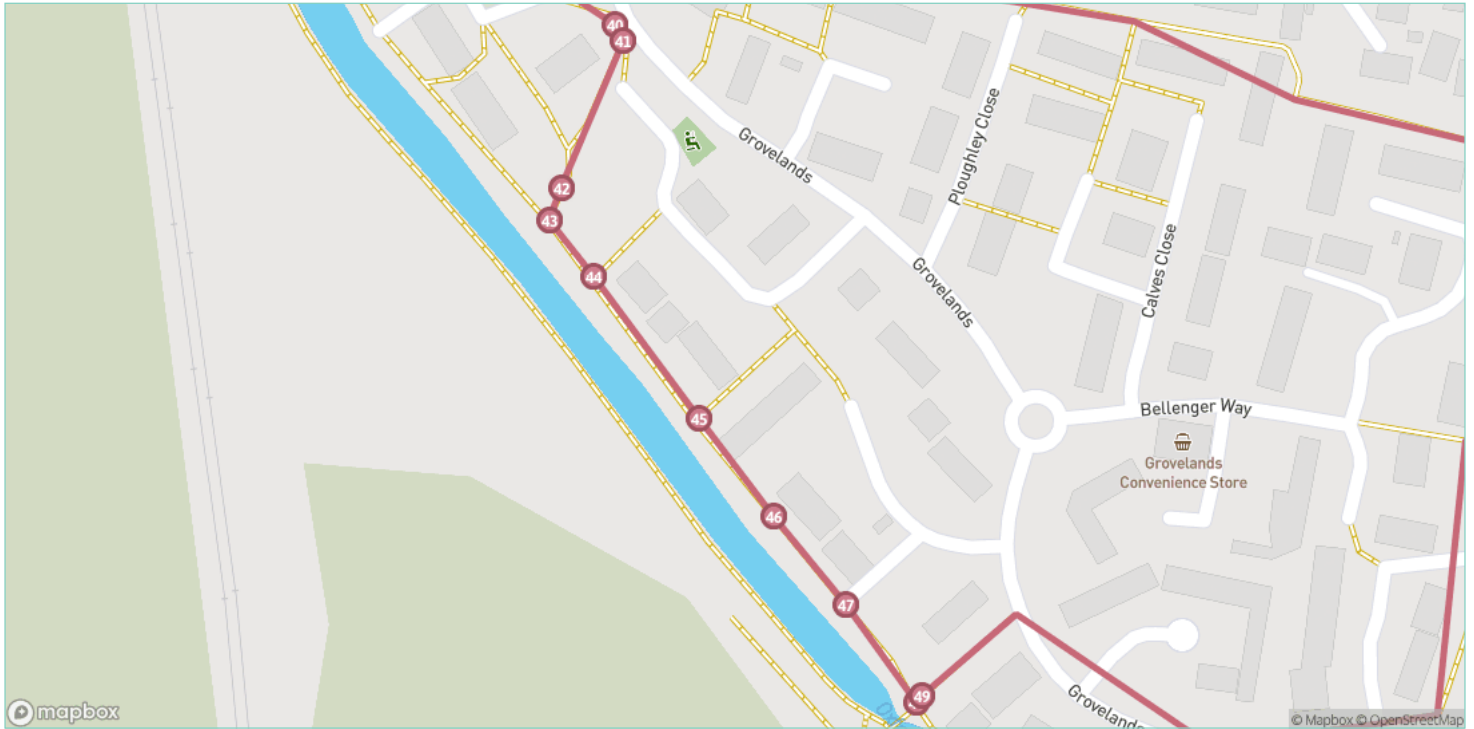 40
41
Grovelands
Ploughley Close
42
43
44
Grovelands
Calves Close
45
Bellenger Way
Grovelands
Convenience Store
46
47
49
Grovelands
mapbox
© Mapbox © OpenStreetMap